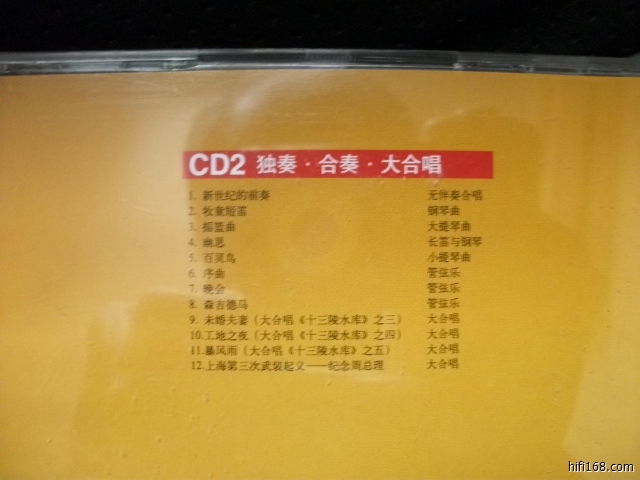 CD2 独奏·合奏·大合唱
1. 新世纪的前奏 无伴奏合唱
2. 牧童短笛 钢琴曲
3. 摇篮曲 大提琴曲
4. 幽思 长笛与钢琴
5. 百灵鸟 小提琴曲
6. 序曲 管弦乐
7. 晚会 管弦乐
8. 森吉德马 管弦乐
9. 未婚夫妻（大合唱《十三陵水库》之三） 大合唱
10.工地之夜（大合唱《十三陵水库》之四） 大合唱
11.暴风雨（大合唱《十三陵水库》之五） 大合唱
12.上海第三次武装起义——纪念周总理 大合唱
hifi168.com